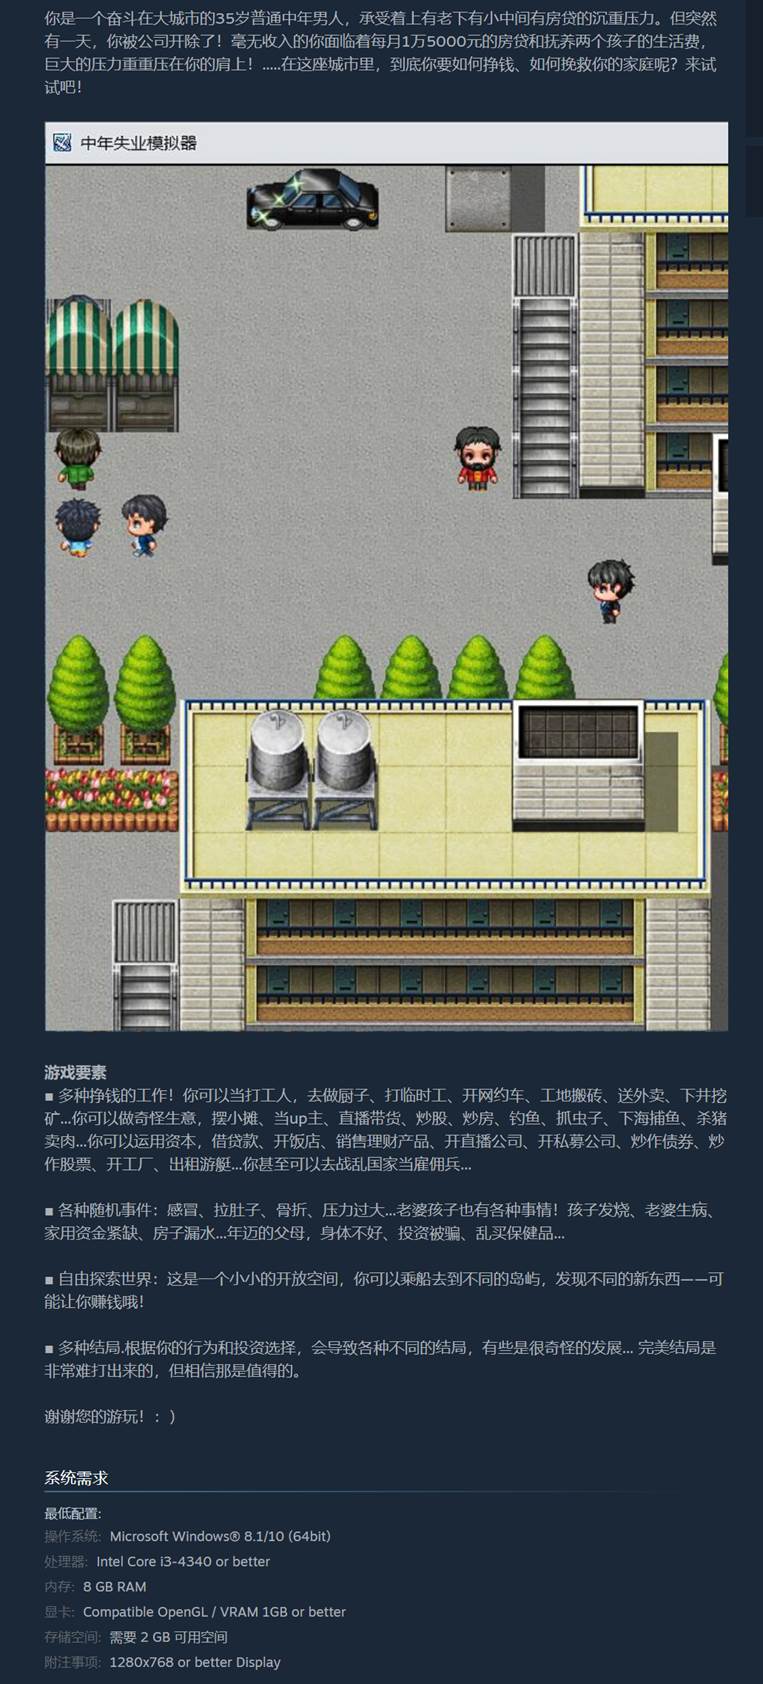 你是一个奋斗在大城市的35岁普通中年男人，承受着上有老下有小中间有房贷的沉重压力。但突然
有一天，你被公司开除了！毫无收入的你面临着每月1万5000元的房贷和抚养两个孩子的生活费，
巨大的压力重重压在你的肩上！.....在这座城市里，到底你要如何挣钱、如何挽救你的家庭呢？来试
试吧！
中年失业模拟器
游戏要素
■ 多种挣钱的工作！你可以当打工人，去做厨子、打临时工、开网约车、工地搬砖、送外卖、下井挖
矿...你可以做奇怪生意，摆小摊、当up主、直播带货、炒股、炒房、钓鱼、抓虫子、下海捕鱼、杀猪
卖肉...你可以运用资本，借贷款、开饭店、销售理财产品、开直播公司、开私募公司、炒作债券、炒
作股票、开工厂、出租游艇...你甚至可以去战乱国家当雇佣兵...
■ 各种随机事件：感冒、拉肚子、骨折、压力过大...老婆孩子也有各种事情！孩子发烧、老婆生病、
家用资金紧缺、房子漏水...年迈的父母，身体不好、投资被骗、乱买保健品...
■ 自由探索世界：这是一个小小的开放空间，你可以乘船去到不同的岛屿，发现不同的新东西——可
能让你赚钱哦！
■ 多种结局.根据你的行为和投资选择，会导致各种不同的结局，有些是很奇怪的发展... 完美结局是
非常难打出来的，但相信那是值得的。
谢谢您的游玩！：）
系统需求
最低配置:
操作系统: Microsoft Windows® 8.1/10 (64bit)
处理器: Intel Core i3-4340 or better
内存: 8 GB RAM
显卡: Compatible OpenGL / VRAM 1GB or better
存储空间: 需要 2 GB 可用空间
附注事项: 1280x768 or better Display